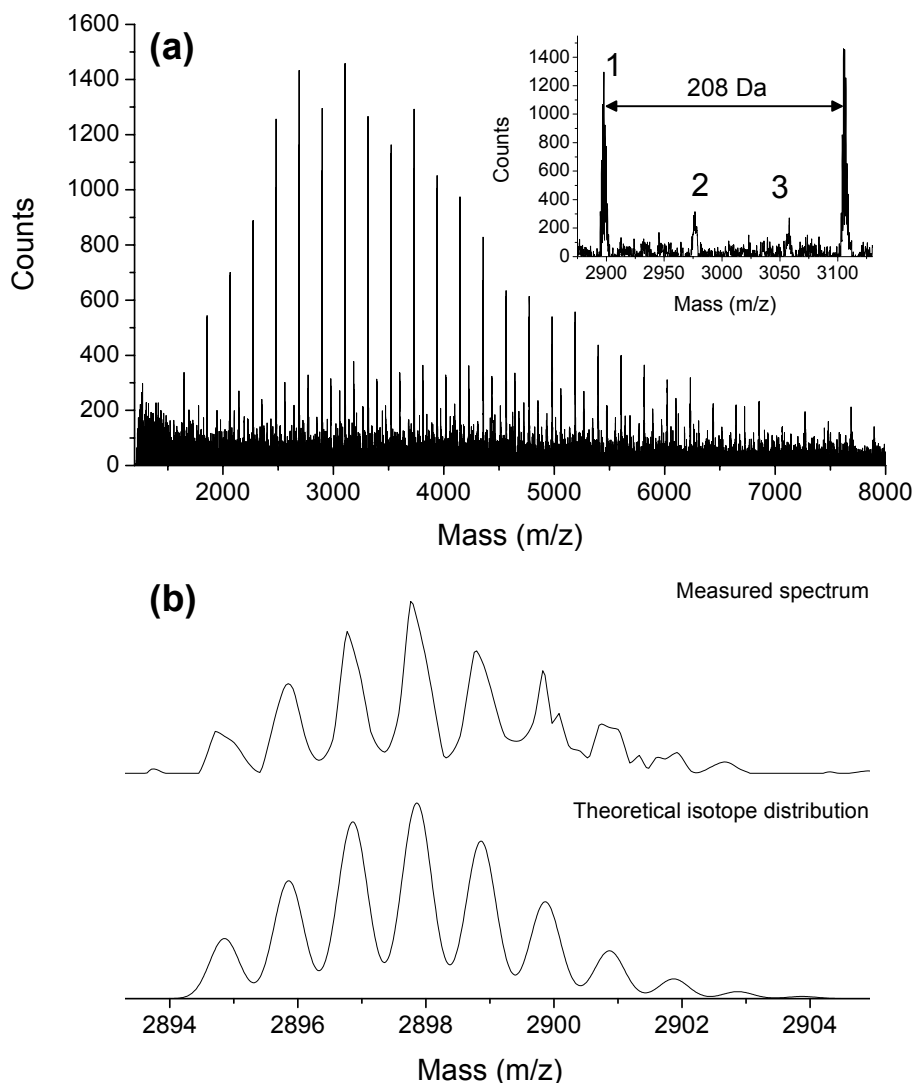 (a)
1600
1400
1200
1000
800
600
400
200
0
2000 3000 4000 5000 6000 7000 8000
Counts
Mass (m/z)
1400
1200
1000
800
600
400
200
0
2900 2950 3000 3050 3100
Counts
Mass (m/z)
1
208 Da
2
3
(b)
Measured spectrum
Theoretical isotope distribution
2894 2896 2898 2900 2902 2904
Mass (m/z)